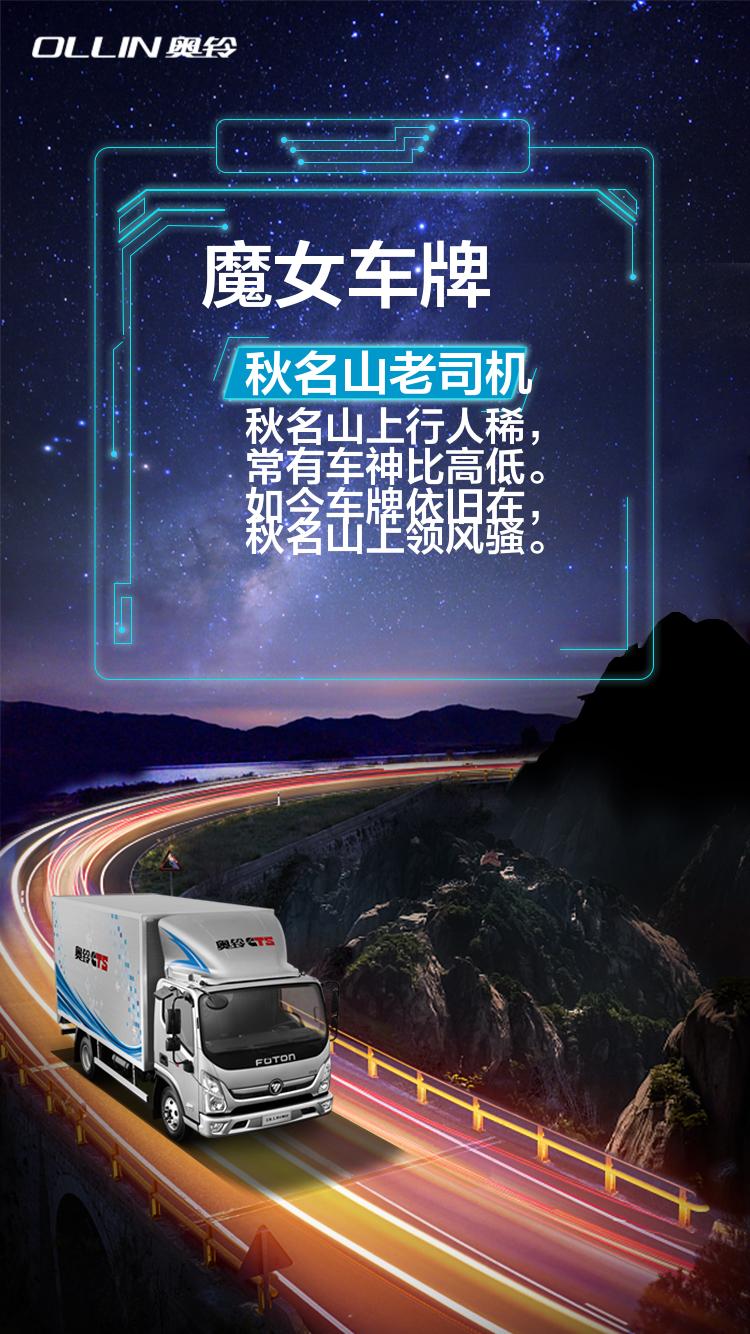 OLLIN 奥铃
魔女车牌
秋名山老司机
秋名山上行人稀，
常有车神比高低。
如今车牌依旧在，
秋名山上领风骚。
奥铃CTS
奥铃CTS
FOTON